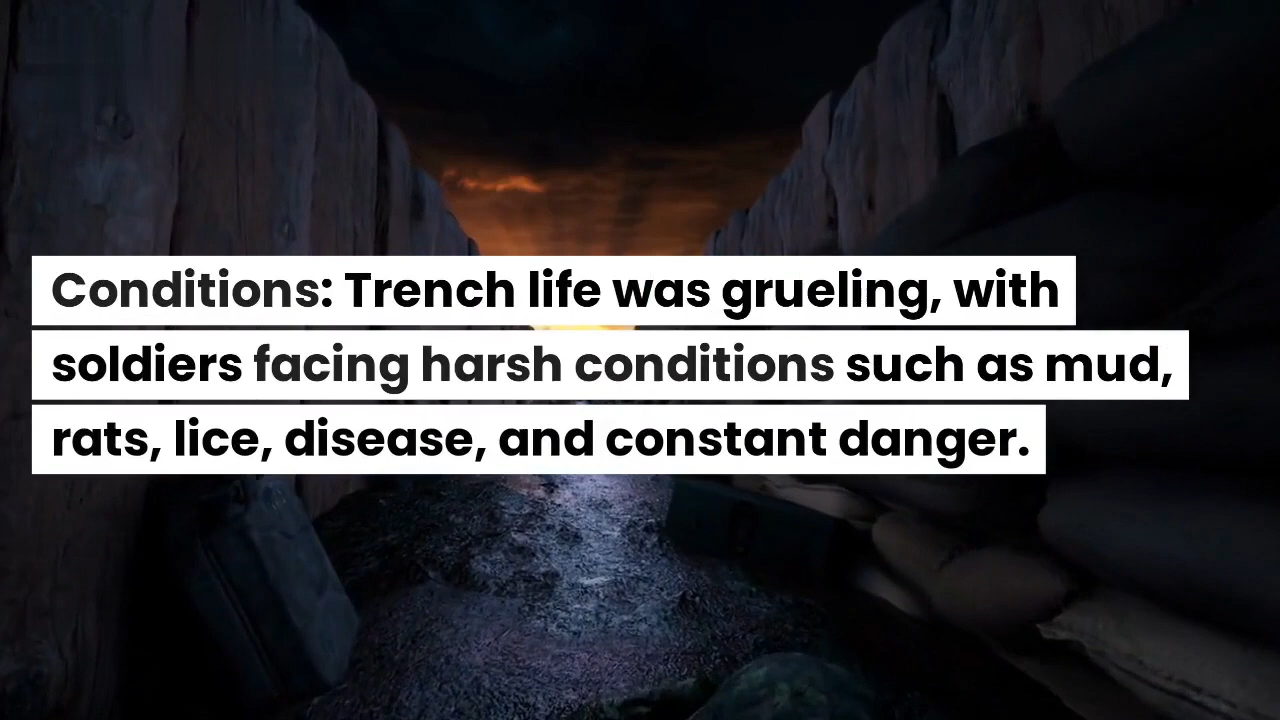 Conditions: Trench life was grueling, with
soldiers facing harsh conditions such as mud,
rats, lice, disease, and constant danger.